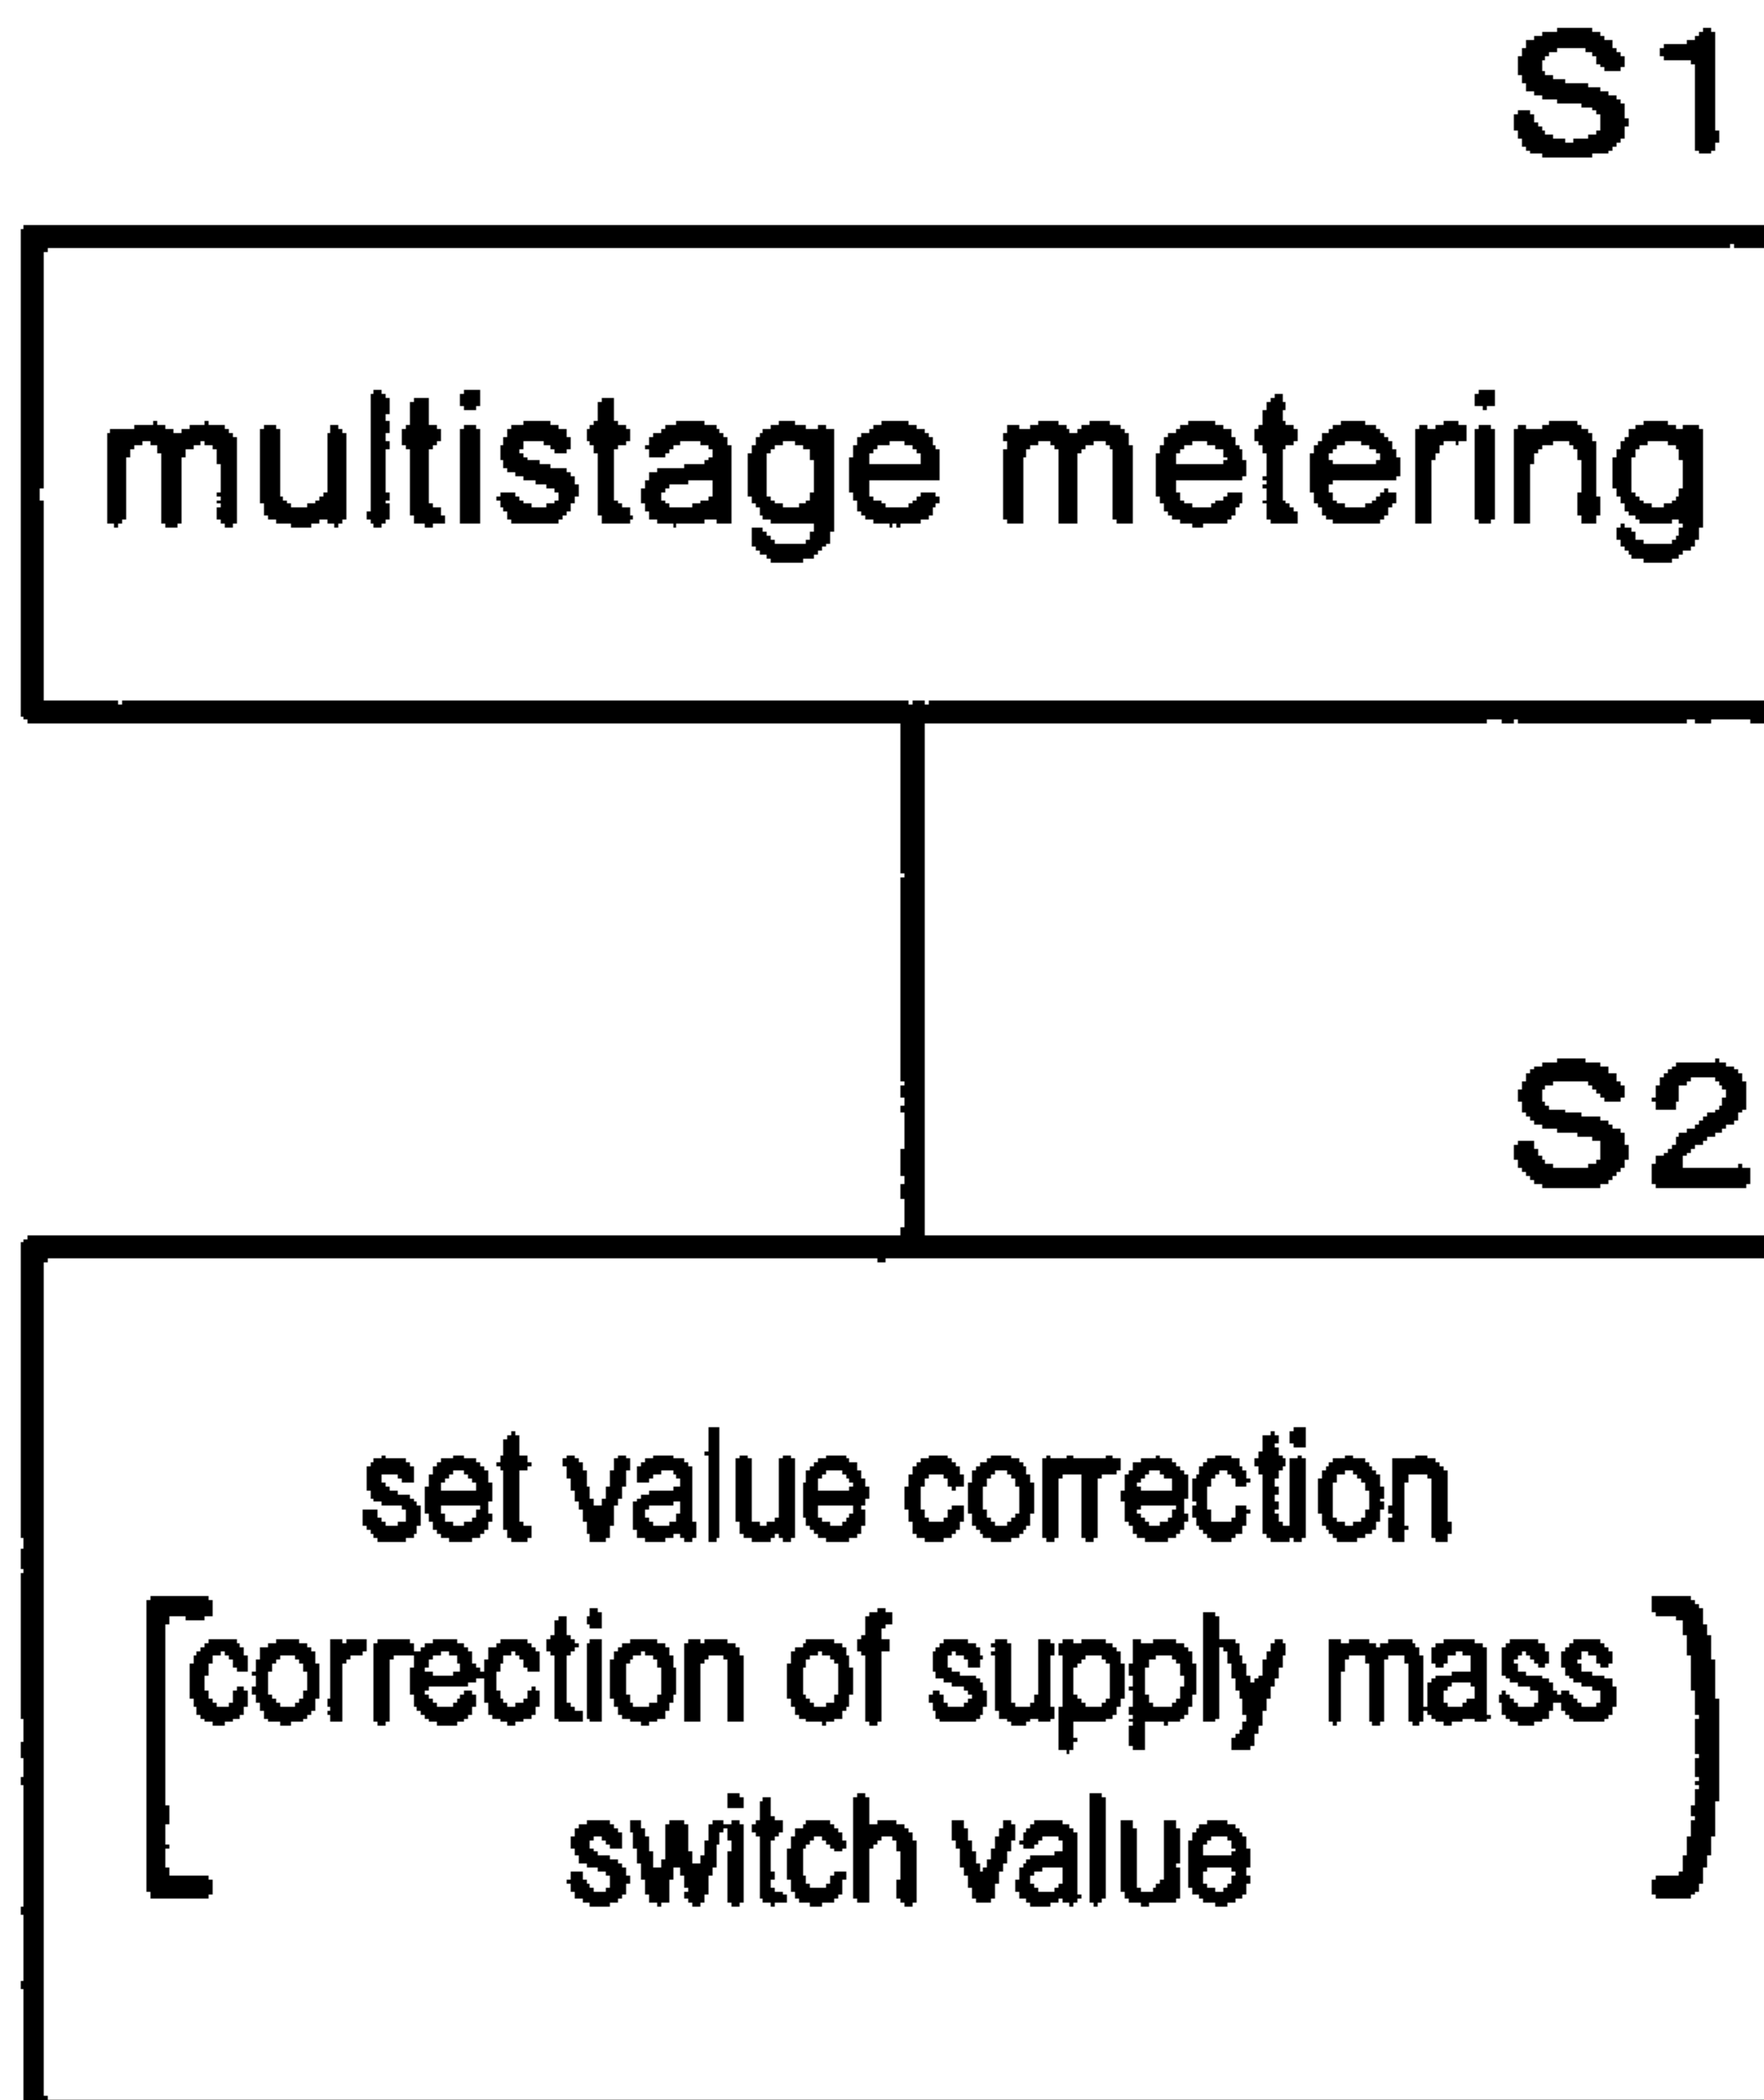 S1
multistage metering
S2
set value correction
correction of supply mass
switch value